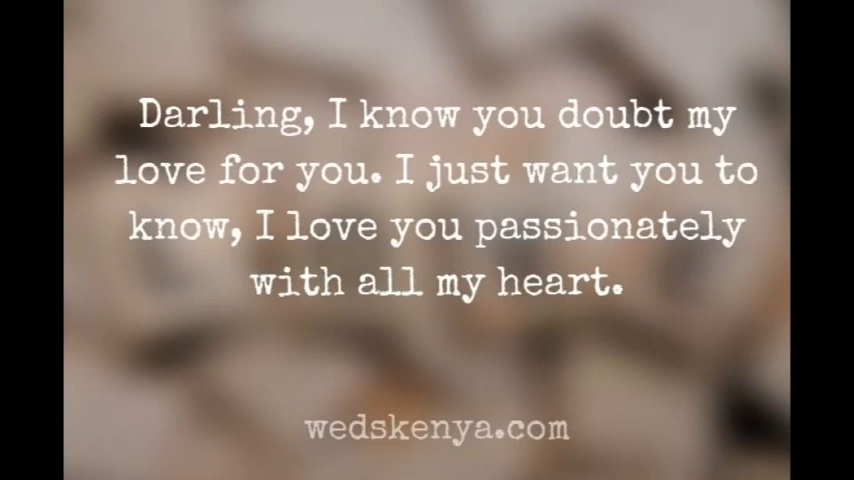 Darling, I know you doubt my
love for you. I just want you to
know, I love you passionately
with all my heart.
wedskenya.com